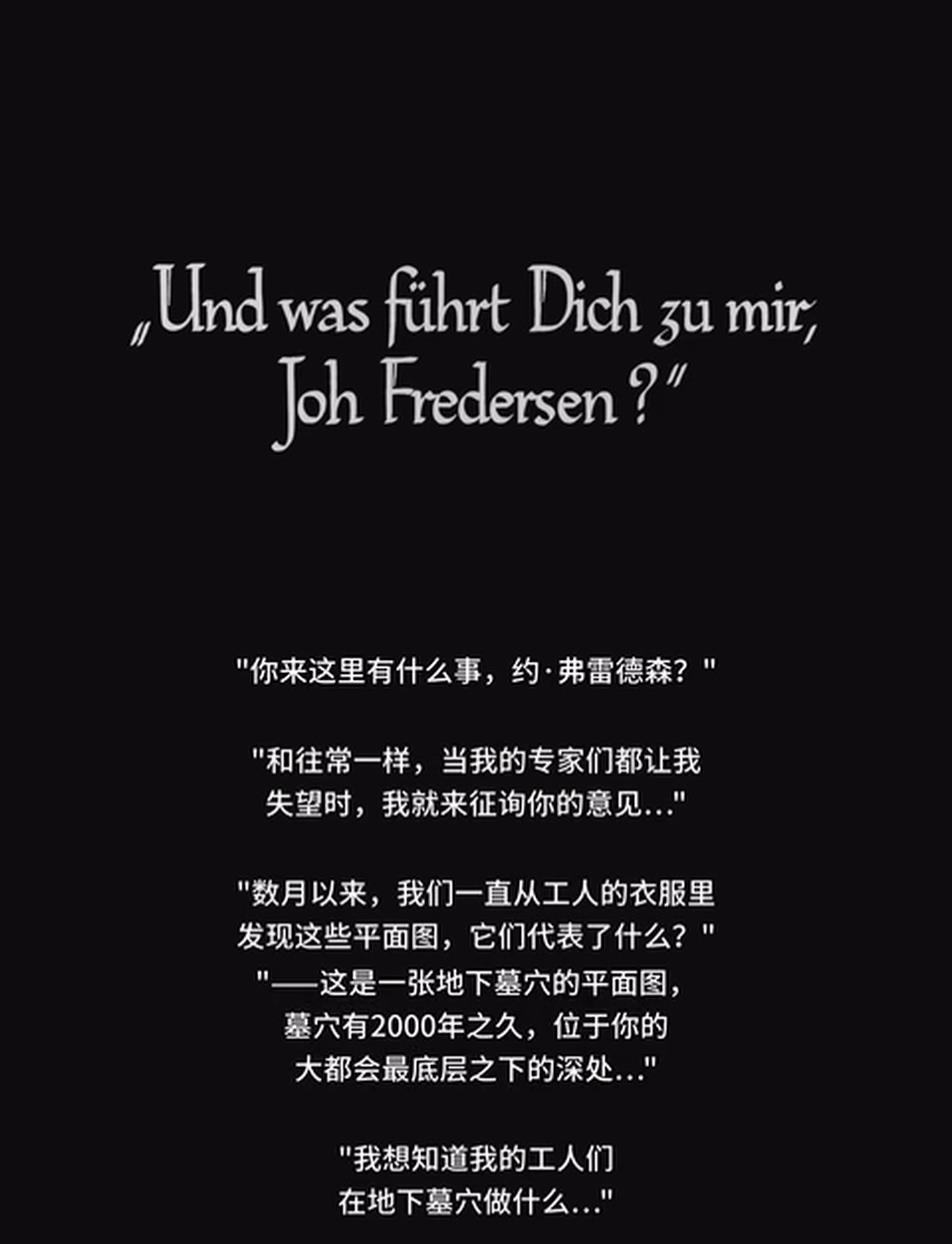 „Und was führt Dich zu mir,
Joh Fredersen?“
"你来这里有什么事，约·弗雷德森？"
"和往常一样，当我的专家们都让我
失望时，我就来征询你的意见…"
"数月以来，我们一直从工人的衣服里
发现这些平面图，它们代表了什么？"
"——这是一张地下墓穴的平面图，
墓穴有2000年之久，位于你的
大都会最底层之下的深处…"
"我想知道我的工人们
在地下墓穴做什么…"